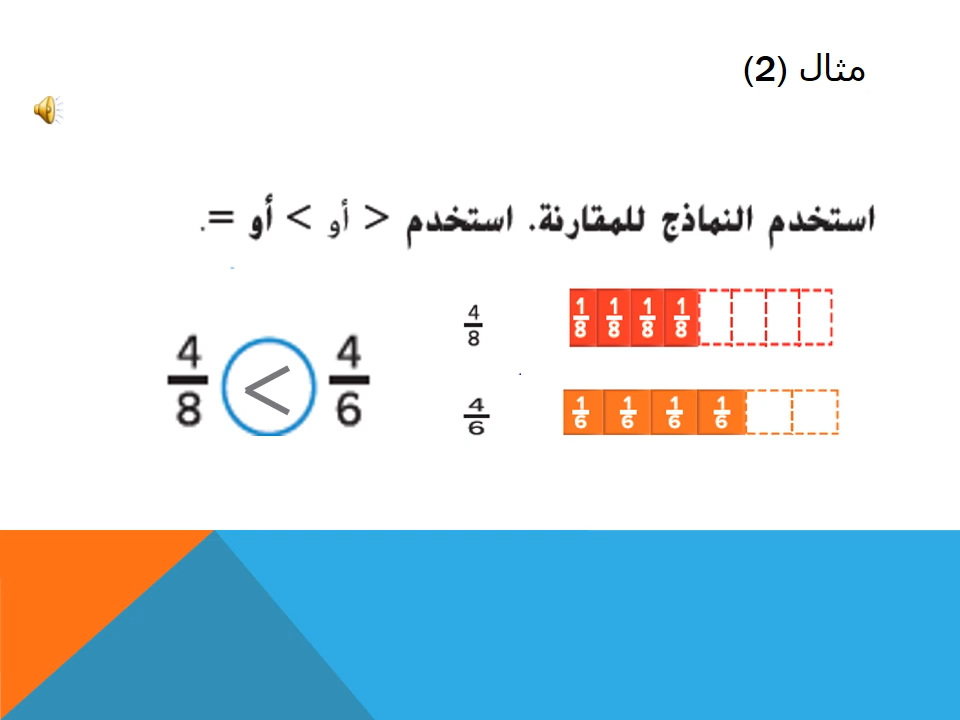 مثال (2)
استخدم النماذج للمقارنة. استخدم > أو < أو =.
4/8 < 4/6
4/8
1/8 1/8 1/8 1/8
4/6
1/6 1/6 1/6 1/6